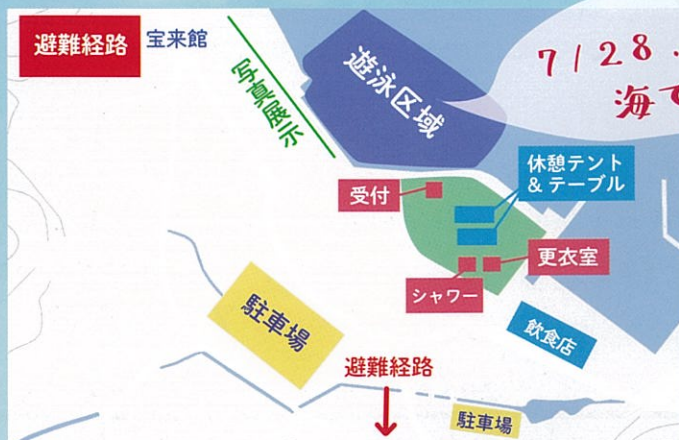 避難経路
宝来館
写真展示
遊泳区域
7/28.
海で
休憩テント
&テーブル
受付
更衣室
シャワー
飲食店
駐車場
避難経路
駐車場